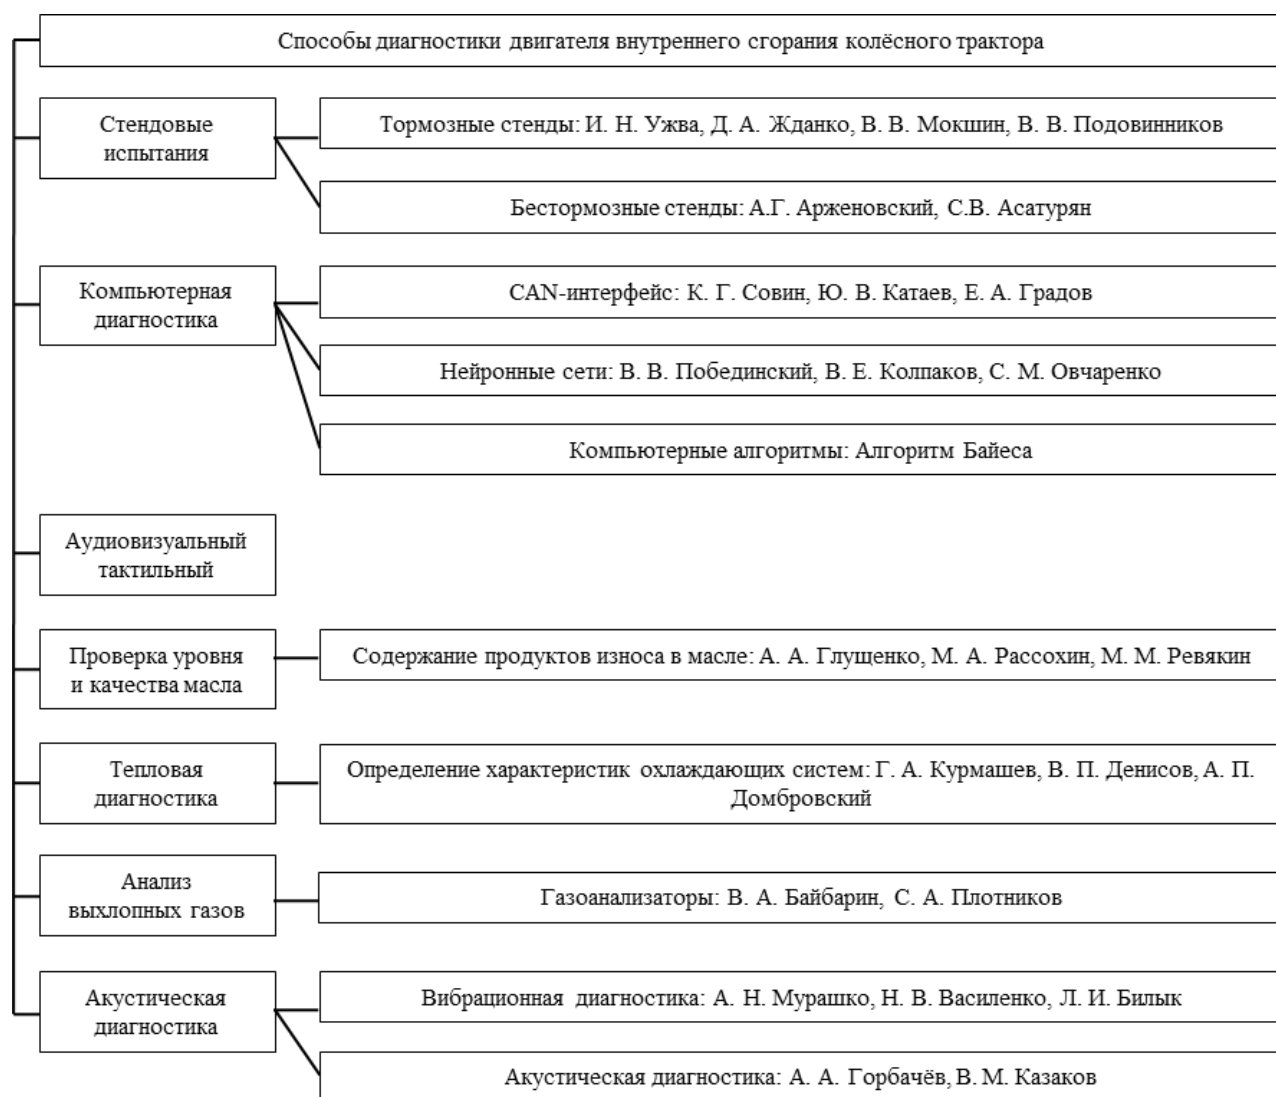 Способы диагностики двигателя внутреннего сгорания колёсного трактора
Стендовые
испытания
Тормозные стенды: И. Н. Ужва, Д. А. Жданко, В. В. Мокшин, В. В. Подовинников
Бестормозные стенды: А.Г. Арженовский, С.В. Асатурян
Компьютерная
диагностика
CAN-интерфейс: К. Г. Совин, Ю. В. Катаев, Е. А. Градов
Нейронные сети: В. В. Побединский, В. Е. Колпаков, С. М. Овчаренко
Компьютерные алгоритмы: Алгоритм Байеса
Аудиовизуальный
тактильный
Проверка уровня
и качества масла
Содержание продуктов износа в масле: А. А. Глущенко, М. А. Рассохин, М. М. Ревякин
Тепловая
диагностика
Определение характеристик охлаждающих систем: Г. А. Курмашев, В. П. Денисов, А. П.
Домбровский
Анализ
выхлопных газов
Газоанализаторы: В. А. Байбарин, С. А. Плотников
Акустическая
диагностика
Вибрационная диагностика: А. Н. Мурашко, Н. В. Василенко, Л. И. Билык
Акустическая диагностика: А. А. Горбачёв, В. М. Казаков